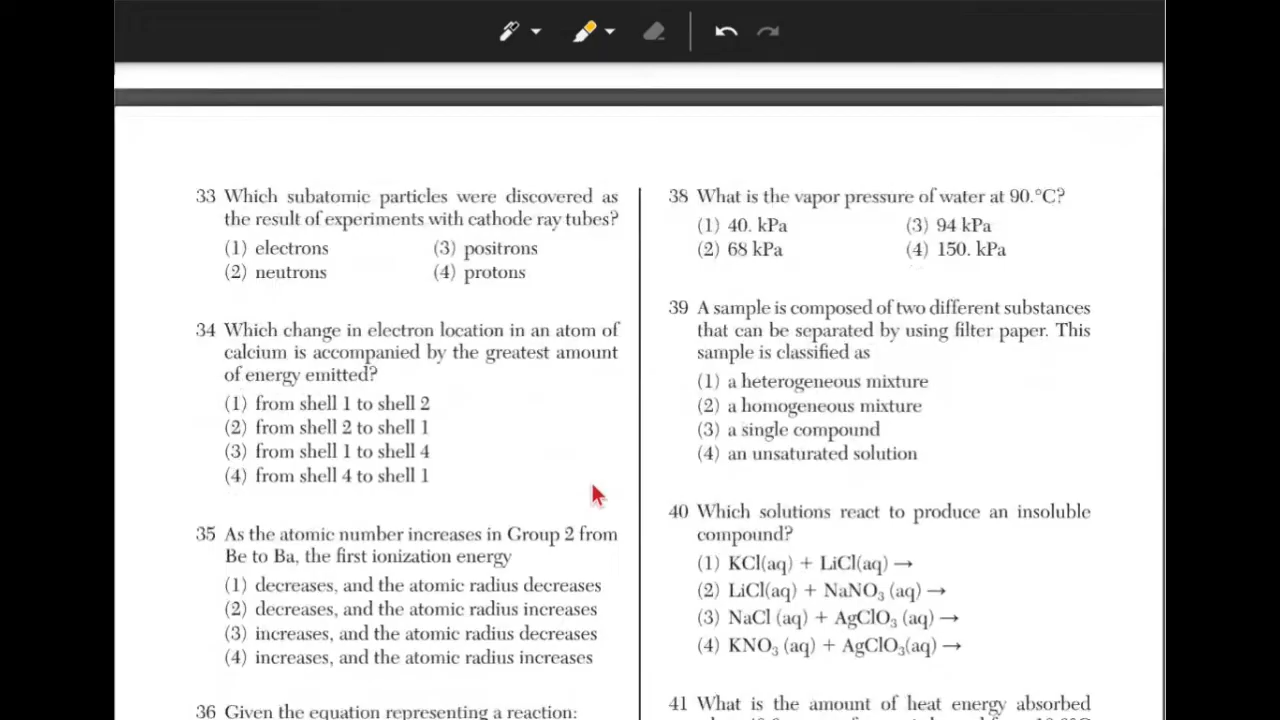 33 Which subatomic particles were discovered as
the result of experiments with cathode ray tubes?
(1) electrons (3) positrons
(2) neutrons (4) protons
34 Which change in electron location in an atom of
calcium is accompanied by the greatest amount
of energy emitted?
(1) from shell 1 to shell 2
(2) from shell 2 to shell 1
(3) from shell 1 to shell 4
(4) from shell 4 to shell 1
35 As the atomic number increases in Group 2 from
Be to Ba, the first ionization energy
(1) decreases, and the atomic radius decreases
(2) decreases, and the atomic radius increases
(3) increases, and the atomic radius decreases
(4) increases, and the atomic radius increases
36 Given the equation representing a reaction:
38 What is the vapor pressure of water at 90.°C?
(1) 40. kPa (3) 94 kPa
(2) 68 kPa (4) 150. kPa
39 A sample is composed of two different substances
that can be separated by using filter paper. This
sample is classified as
(1) a heterogeneous mixture
(2) a homogeneous mixture
(3) a single compound
(4) an unsaturated solution
40 Which solutions react to produce an insoluble
compound?
(1) KCl(aq) + LiCl(aq) →
(2) LiCl(aq) + NaNO₃ (aq) →
(3) NaCl (aq) + AgClO₃ (aq) →
(4) KNO₃ (aq) + AgClO₃(aq) →
41 What is the amount of heat energy absorbed